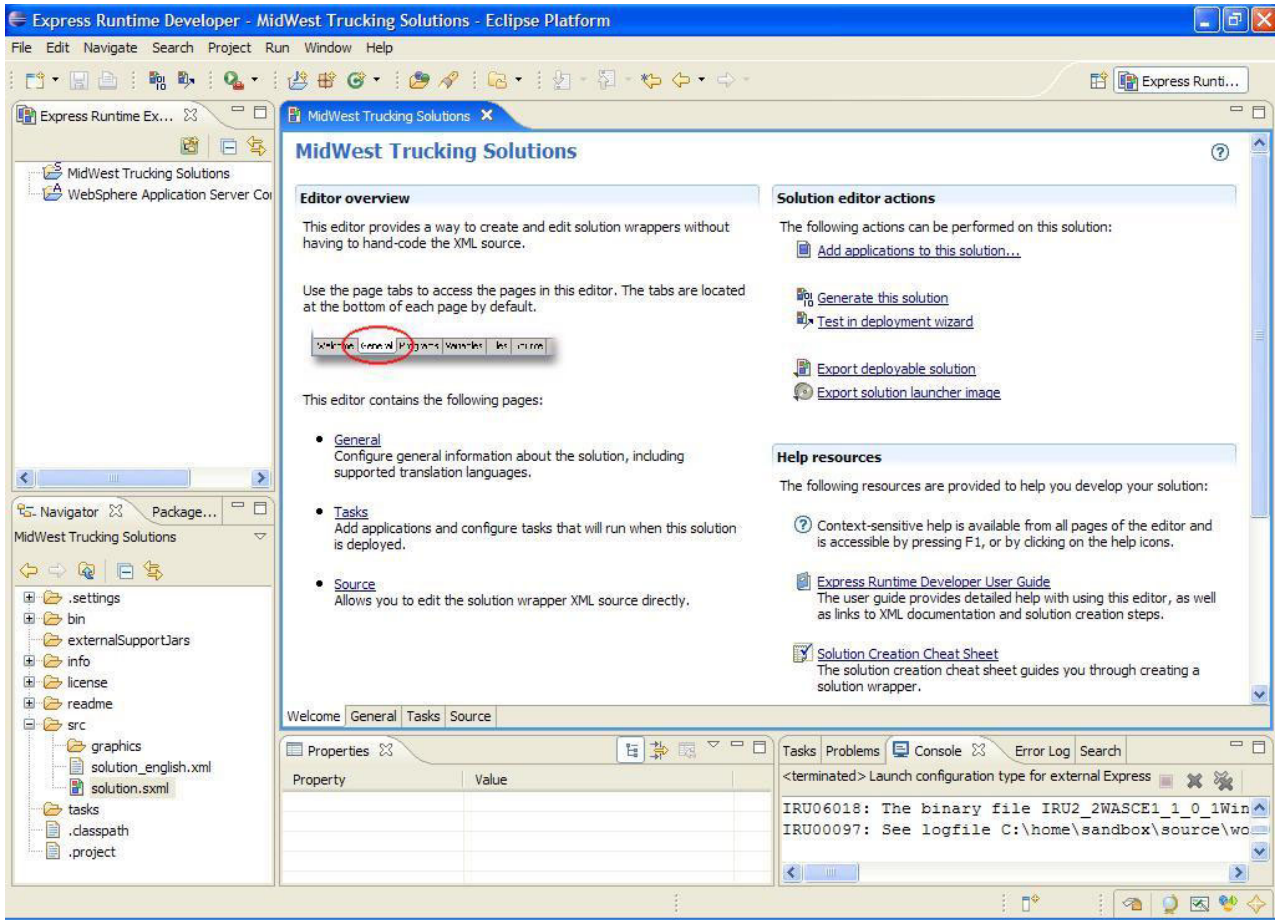 Express Runtime Developer - MidWest Trucking Solutions - Eclipse Platform
File Edit Navigate Search Project Run Window Help
Express Runti...
Express Runtime Ex...
MidWest Trucking Solutions
WebSphere Application Server Co
Navigator Package...
MidWest Trucking Solutions
.settings
bin
externalSupportJars
info
license
readme
src
graphics
solution_english.xml
solution.sxml
tasks
.classpath
.project
MidWest Trucking Solutions
MidWest Trucking Solutions
Editor overview
This editor provides a way to create and edit solution wrappers without
having to hand-code the XML source.
Use the page tabs to access the pages in this editor. The tabs are located
at the bottom of each page by default.
Welcome General Programs Variables Files Source
This editor contains the following pages:
• General
Configure general information about the solution, including
supported translation languages.
• Tasks
Add applications and configure tasks that will run when this solution
is deployed.
• Source
Allows you to edit the solution wrapper XML source directly.
Solution editor actions
The following actions can be performed on this solution:
Add applications to this solution...
Generate this solution
Test in deployment wizard
Export deployable solution
Export solution launcher image
Help resources
The following resources are provided to help you develop your solution:
Context-sensitive help is available from all pages of the editor and
is accessible by pressing F1, or by clicking on the help icons.
Express Runtime Developer User Guide
The user guide provides detailed help with using this editor, as well
as links to XML documentation and solution creation steps.
Solution Creation Cheat Sheet
The solution creation cheat sheet guides you through creating a
solution wrapper.
Welcome General Tasks Source
Properties
Property Value
Tasks Problems Console Error Log Search
<terminated> Launch configuration type for external Express
IRU06018: The binary file IRU2_2WASCE1_1_0_1Win
IRU00097: See logfile C:\home\sandbox\source\wo